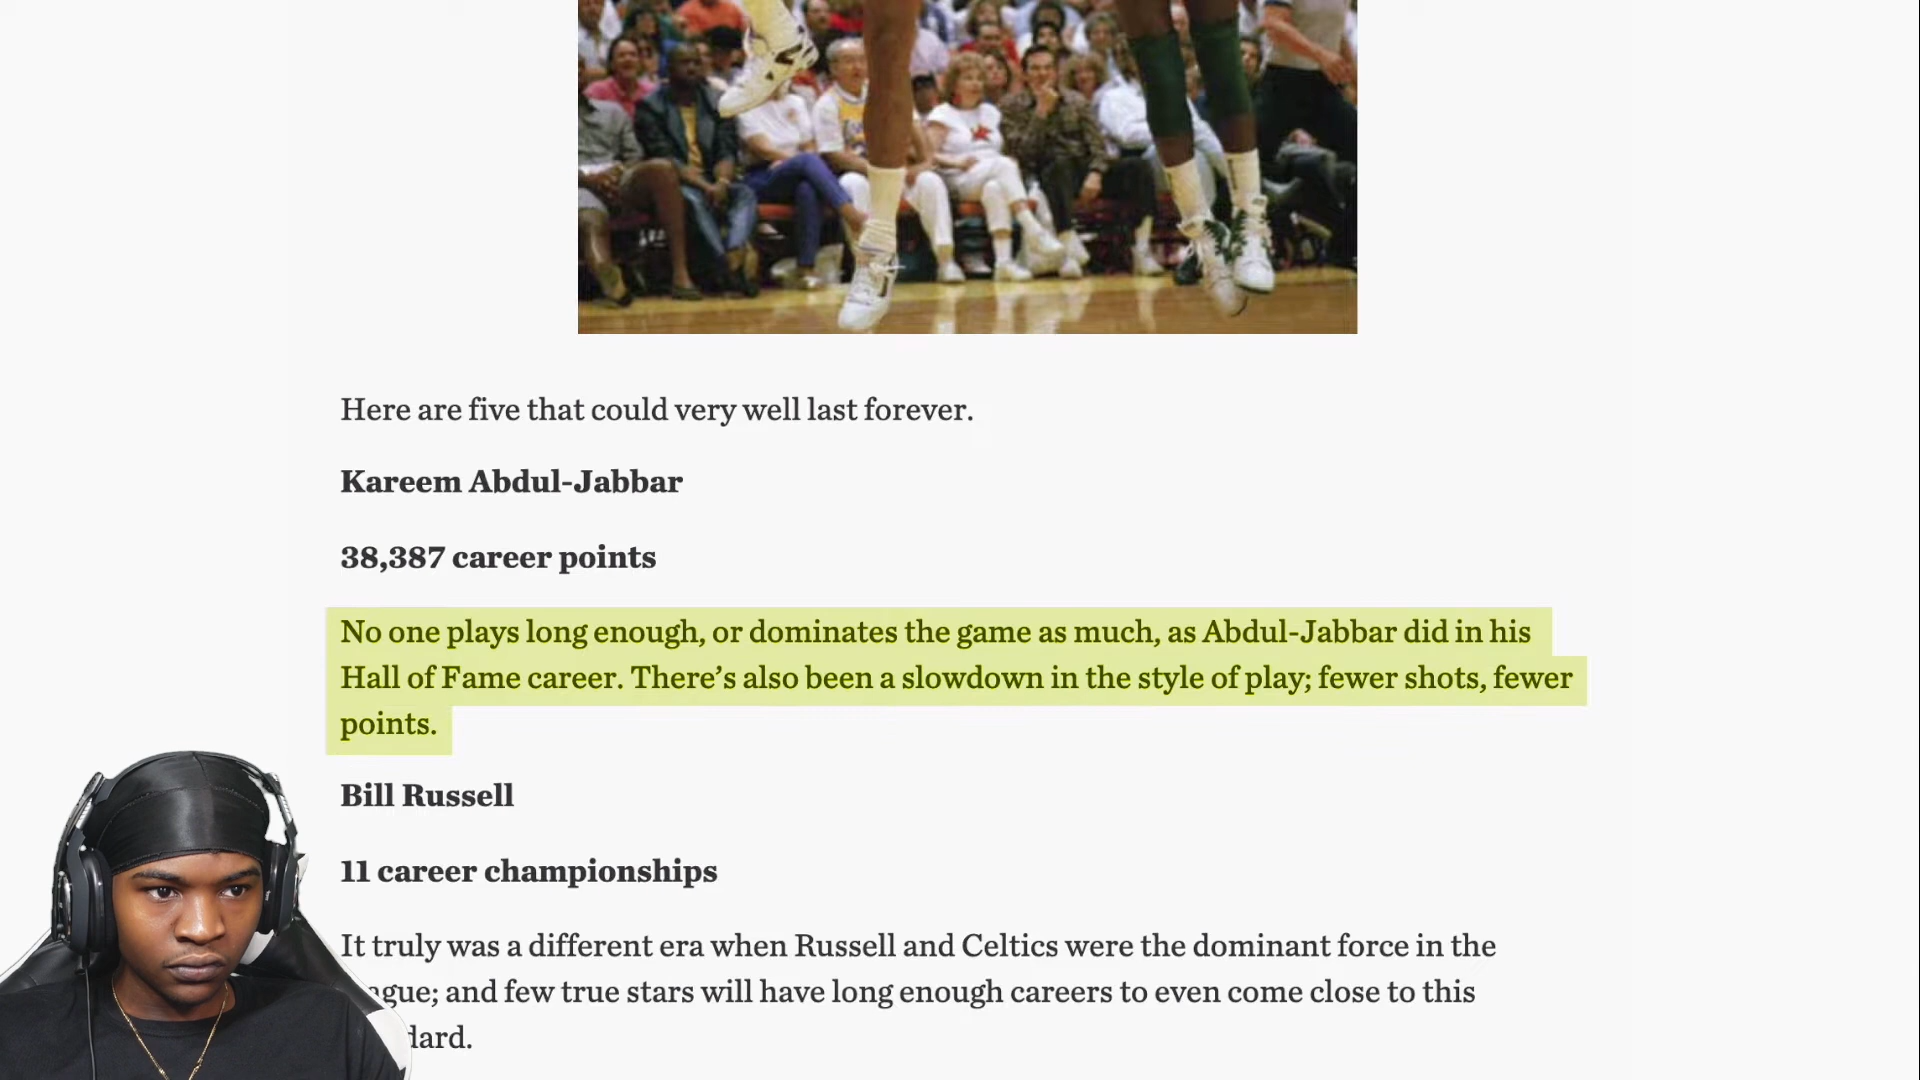 Here are five that could very well last forever.
Kareem Abdul-Jabbar
38,387 career points
No one plays long enough, or dominates the game as much, as Abdul-Jabbar did in his
Hall of Fame career. There’s also been a slowdown in the style of play; fewer shots, fewer
points.
Bill Russell
11 career championships
It truly was a different era when Russell and Celtics were the dominant force in the
ague; and few true stars will have long enough careers to even come close to this
dard.